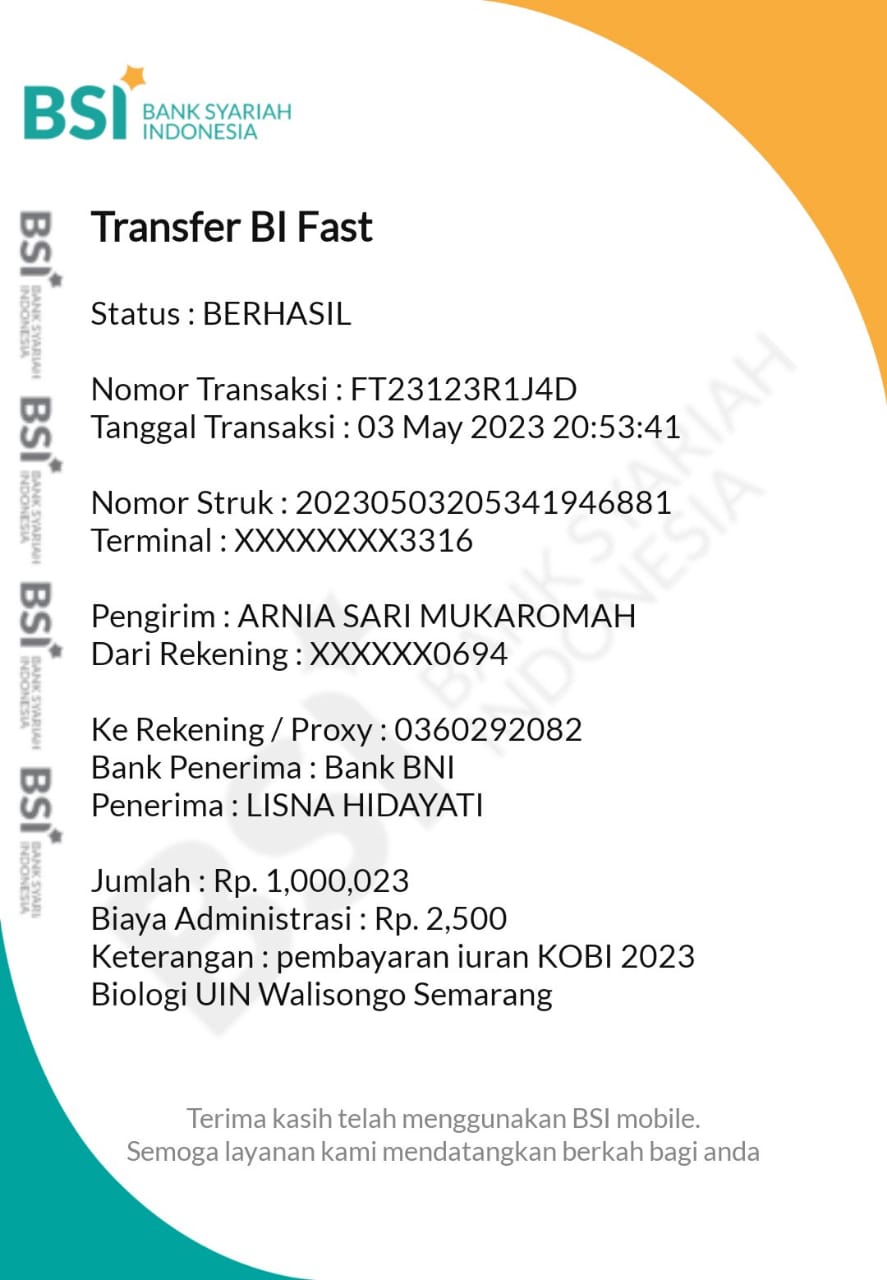 BSI BANK SYARIAH
INDONESIA
Transfer BI Fast
Status : BERHASIL
Nomor Transaksi : FT23123R1J4D
Tanggal Transaksi : 03 May 2023 20:53:41
Nomor Struk : 20230503205341946881
Terminal : XXXXXXXX3316
Pengirim : ARNIA SARI MUKAROMAH
Dari Rekening : XXXXXX0694
Ke Rekening / Proxy : 0360292082
Bank Penerima : Bank BNI
Penerima : LISNA HIDAYATI
Jumlah : Rp. 1,000,023
Biaya Administrasi : Rp. 2,500
Keterangan : pembayaran iuran KOBI 2023
Biologi UIN Walisongo Semarang
Terima kasih telah menggunakan BSI mobile.
Semoga layanan kami mendatangkan berkah bagi anda
BSI BANK SYARIAH
INDONESIA
BSI BANK SYARIAH
INDONESIA
BSI BANK SYARIAH
INDONESIA
BSI BANK SYARI
INDONESIA
BSI BANK SYARIAH
INDONESIA